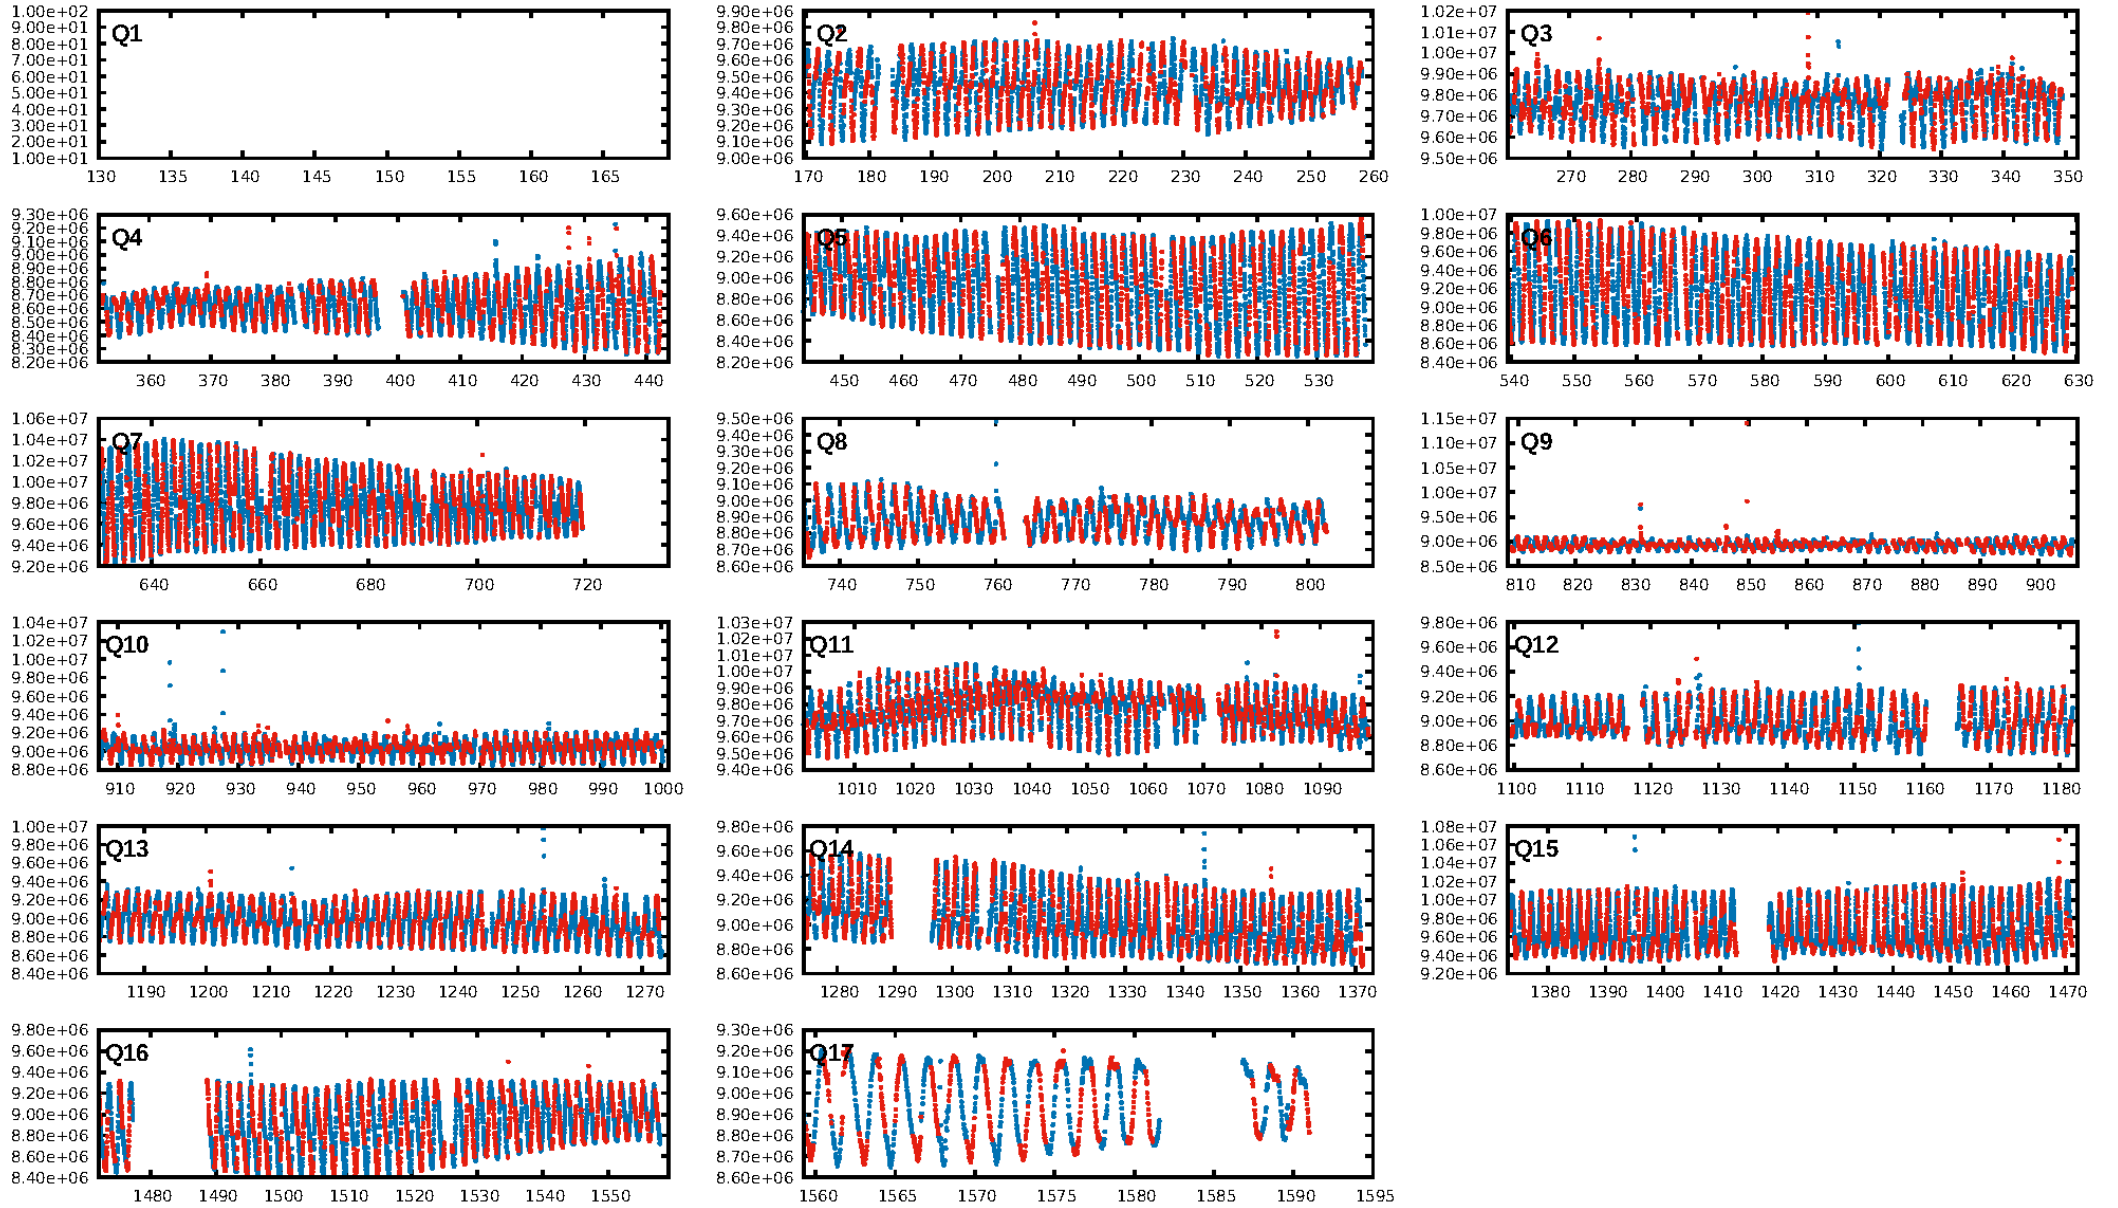 1.00e+02
9.00e+01
8.00e+01
7.00e+01
6.00e+01
5.00e+01
4.00e+01
3.00e+01
2.00e+01
1.00e+01
Q1
130 135 140 145 150 155 160 165
9.90e+06
9.80e+06
9.70e+06
9.60e+06
9.50e+06
9.40e+06
9.30e+06
9.20e+06
9.10e+06
9.00e+06
Q2
170 180 190 200 210 220 230 240 250 260
1.02e+07
1.01e+07
1.00e+07
9.90e+06
9.80e+06
9.70e+06
9.60e+06
9.50e+06
Q3
270 280 290 300 310 320 330 340 350
9.30e+06
9.20e+06
9.10e+06
9.00e+06
8.90e+06
8.80e+06
8.70e+06
8.60e+06
8.50e+06
8.40e+06
8.30e+06
8.20e+06
Q4
360 370 380 390 400 410 420 430 440
9.60e+06
9.40e+06
9.20e+06
9.00e+06
8.80e+06
8.60e+06
8.40e+06
8.20e+06
Q5
450 460 470 480 490 500 510 520 530
1.00e+07
9.80e+06
9.60e+06
9.40e+06
9.20e+06
9.00e+06
8.80e+06
8.60e+06
8.40e+06
Q6
540 550 560 570 580 590 600 610 620 630
1.06e+07
1.04e+07
1.02e+07
1.00e+07
9.80e+06
9.60e+06
9.40e+06
9.20e+06
Q7
640 660 680 700 720
9.50e+06
9.40e+06
9.30e+06
9.20e+06
9.10e+06
9.00e+06
8.90e+06
8.80e+06
8.70e+06
8.60e+06
Q8
740 750 760 770 780 790 800
1.15e+07
1.10e+07
1.05e+07
1.00e+07
9.50e+06
9.00e+06
8.50e+06
Q9
810 820 830 840 850 860 870 880 890 900
1.04e+07
1.02e+07
1.00e+07
9.80e+06
9.60e+06
9.40e+06
9.20e+06
9.00e+06
8.80e+06
Q10
910 920 930 940 950 960 970 980 990 1000
1.03e+07
1.02e+07
1.01e+07
1.00e+07
9.90e+06
9.80e+06
9.70e+06
9.60e+06
9.50e+06
9.40e+06
Q11
1010 1020 1030 1040 1050 1060 1070 1080 1090
9.80e+06
9.60e+06
9.40e+06
9.20e+06
9.00e+06
8.80e+06
8.60e+06
Q12
1100 1110 1120 1130 1140 1150 1160 1170 1180
1.00e+07
9.80e+06
9.60e+06
9.40e+06
9.20e+06
9.00e+06
8.80e+06
8.60e+06
8.40e+06
Q13
1190 1200 1210 1220 1230 1240 1250 1260 1270
9.80e+06
9.60e+06
9.40e+06
9.20e+06
9.00e+06
8.80e+06
8.60e+06
Q14
1280 1290 1300 1310 1320 1330 1340 1350 1360 1370
1.08e+07
1.06e+07
1.04e+07
1.02e+07
1.00e+07
9.80e+06
9.60e+06
9.40e+06
9.20e+06
Q15
1380 1390 1400 1410 1420 1430 1440 1450 1460 1470
9.80e+06
9.60e+06
9.40e+06
9.20e+06
9.00e+06
8.80e+06
8.60e+06
8.40e+06
Q16
1480 1490 1500 1510 1520 1530 1540 1550
9.30e+06
9.20e+06
9.10e+06
9.00e+06
8.90e+06
8.80e+06
8.70e+06
8.60e+06
Q17
1560 1565 1570 1575 1580 1585 1590 1595